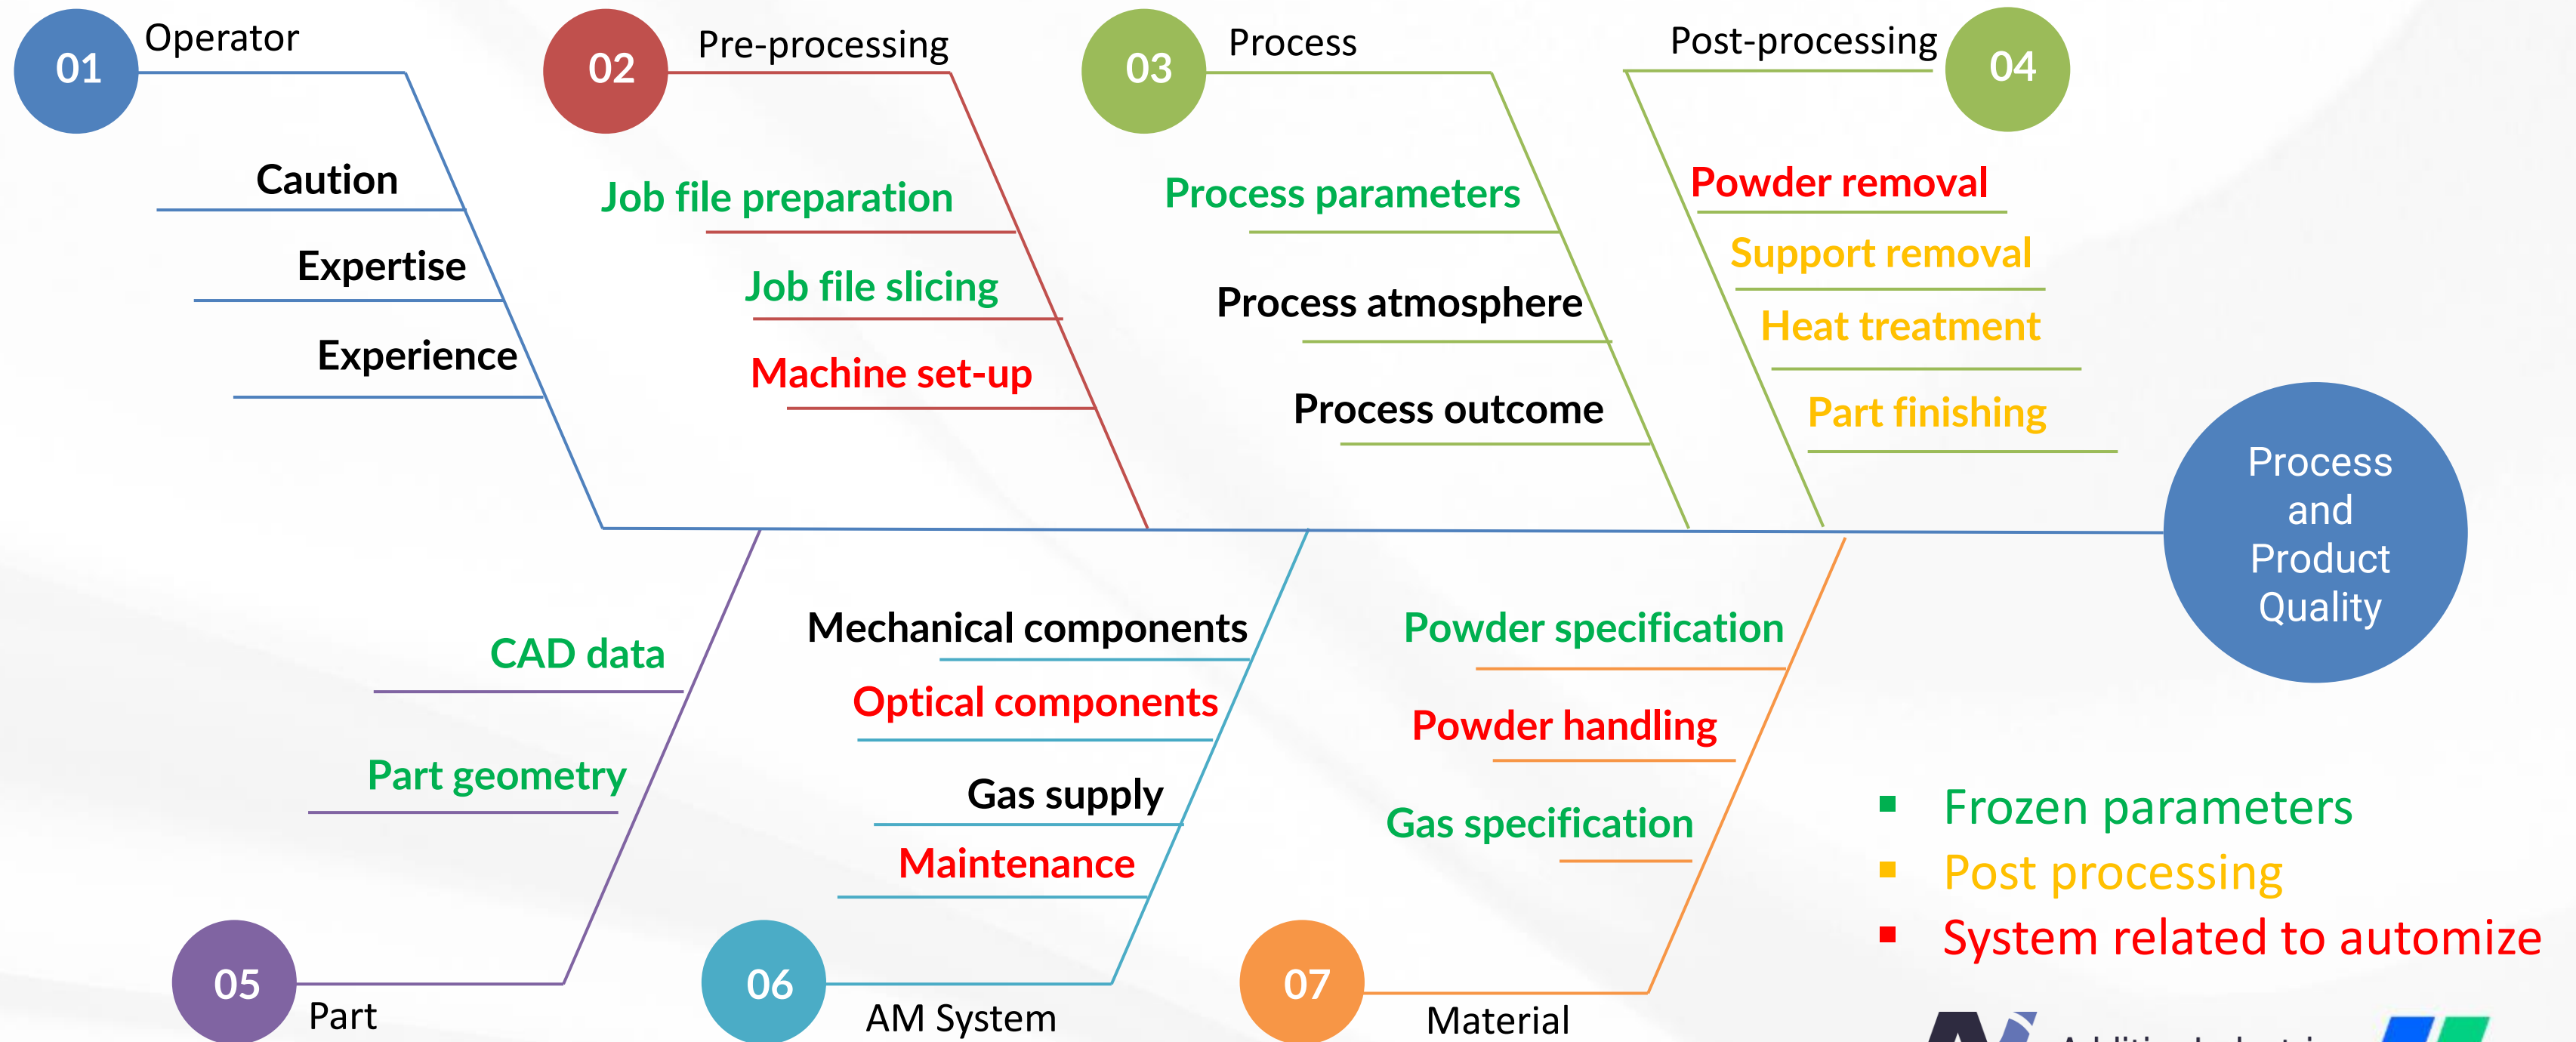 01
Operator
Caution
Expertise
Experience
02
Pre-processing
Job file preparation
Job file slicing
Machine set-up
03
Process
Process parameters
Process atmosphere
Process outcome
Post-processing
04
Powder removal
Support removal
Heat treatment
Part finishing
Process
and
Product
Quality
CAD data
Part geometry
05
Part
Mechanical components
Optical components
Gas supply
Maintenance
06
AM System
Powder specification
Powder handling
Gas specification
07
Material
Frozen parameters
Post processing
System related to automize